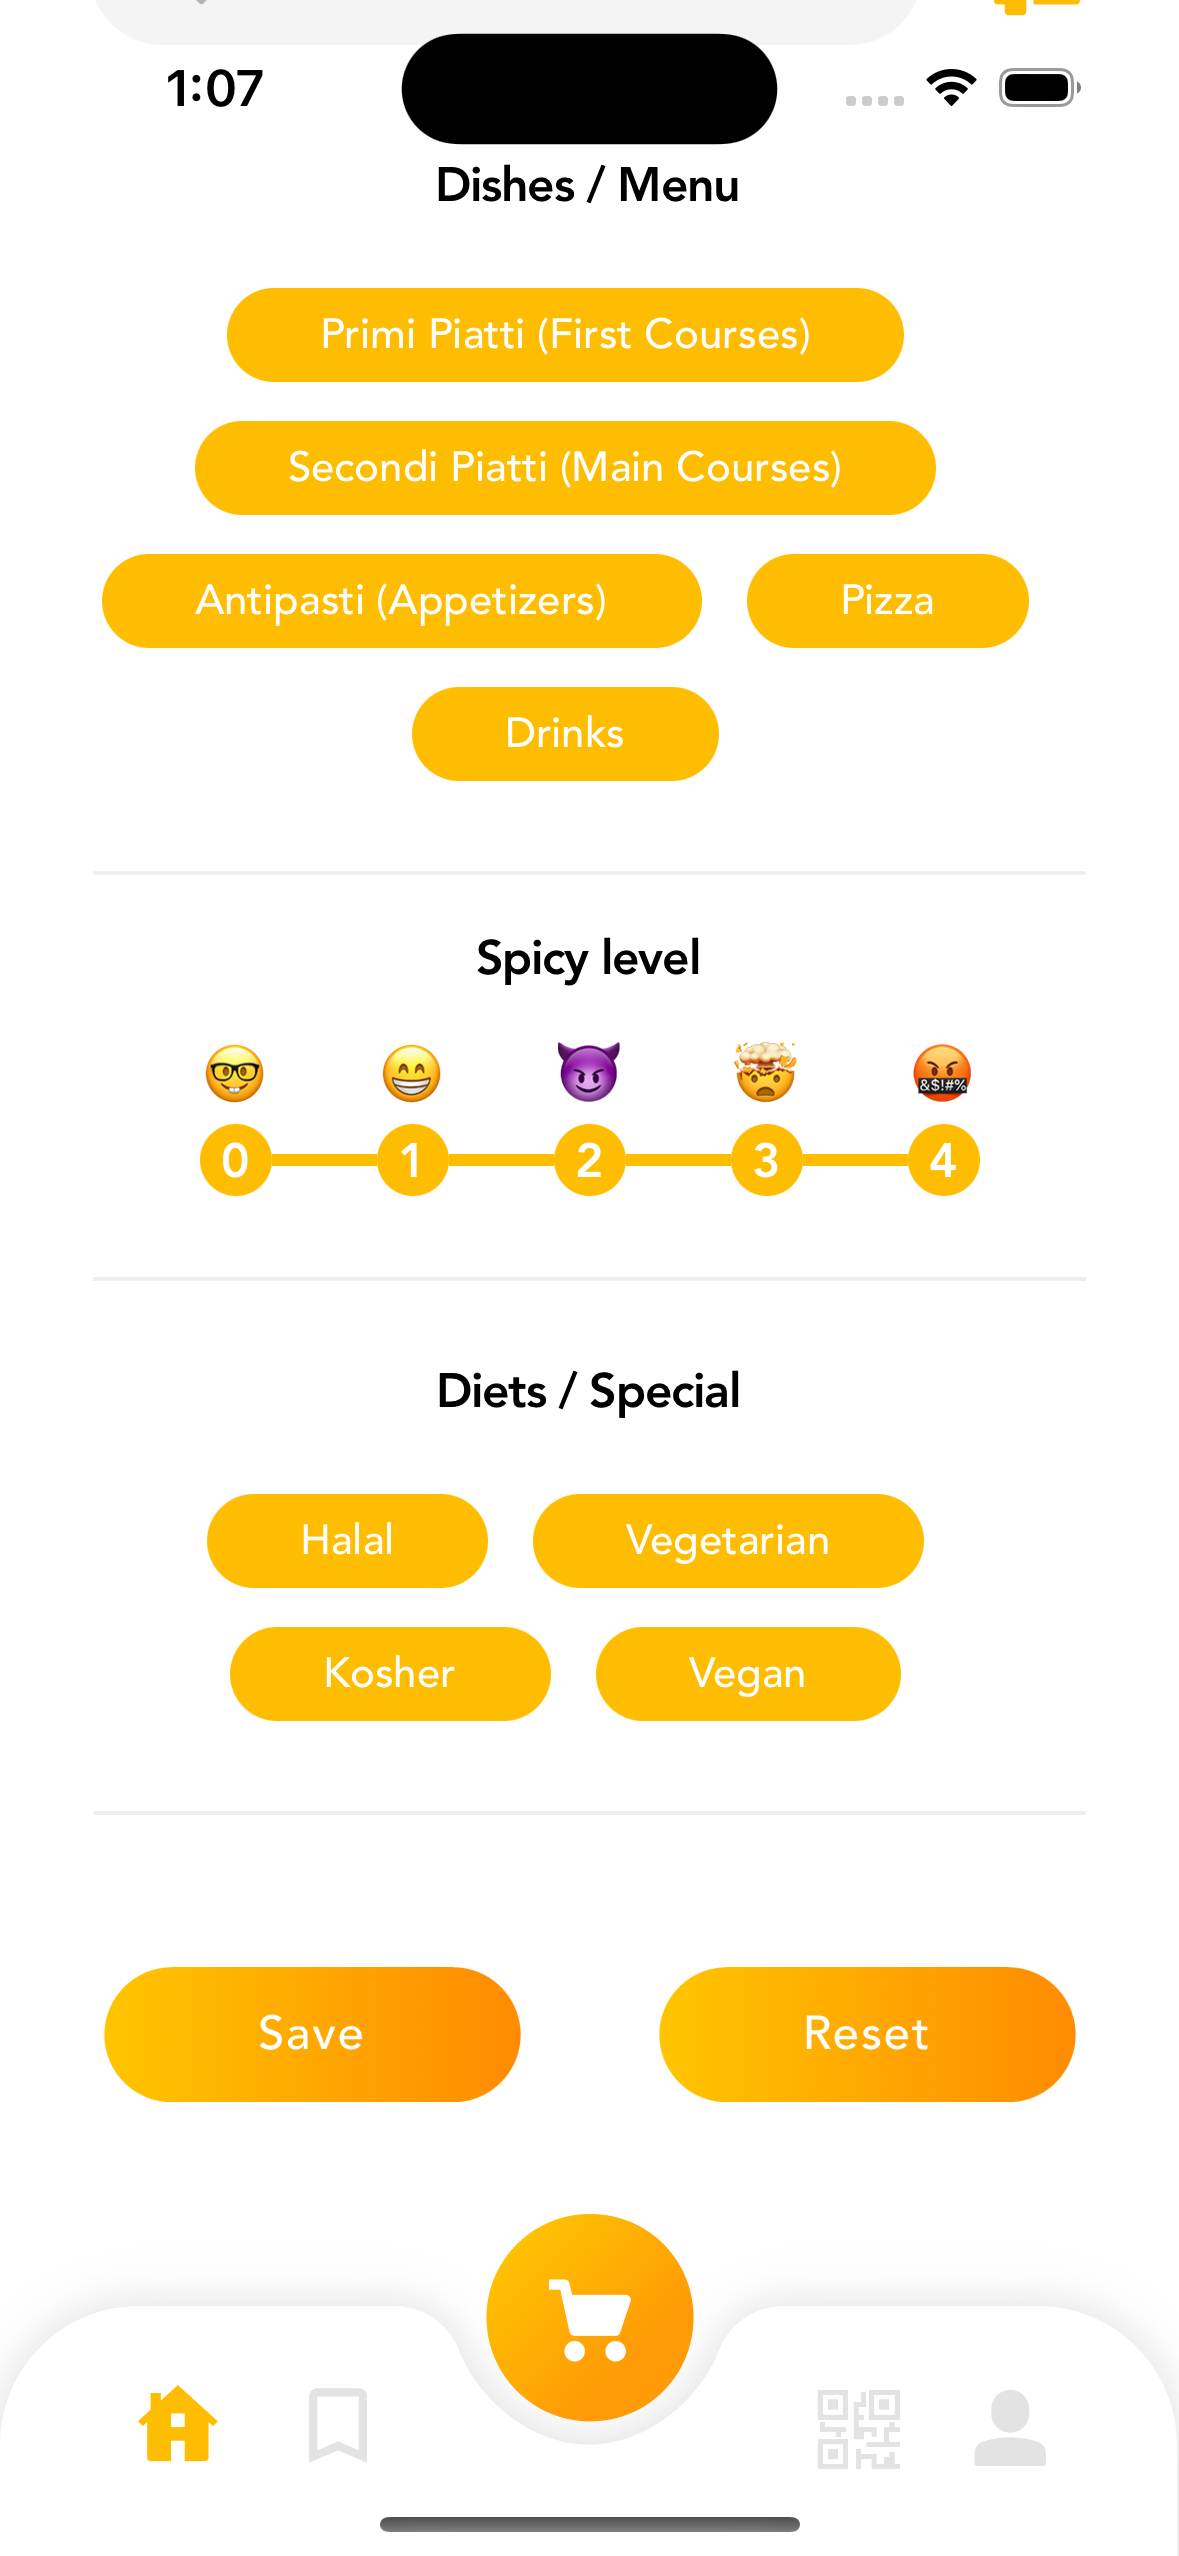 1:07
Dishes / Menu
Primi Piatti (First Courses)
Secondi Piatti (Main Courses)
Antipasti (Appetizers) Pizza
Drinks
Spicy level
&$!#%
0 1 2 3 4
Diets / Special
Halal Vegetarian
Kosher Vegan
Save Reset